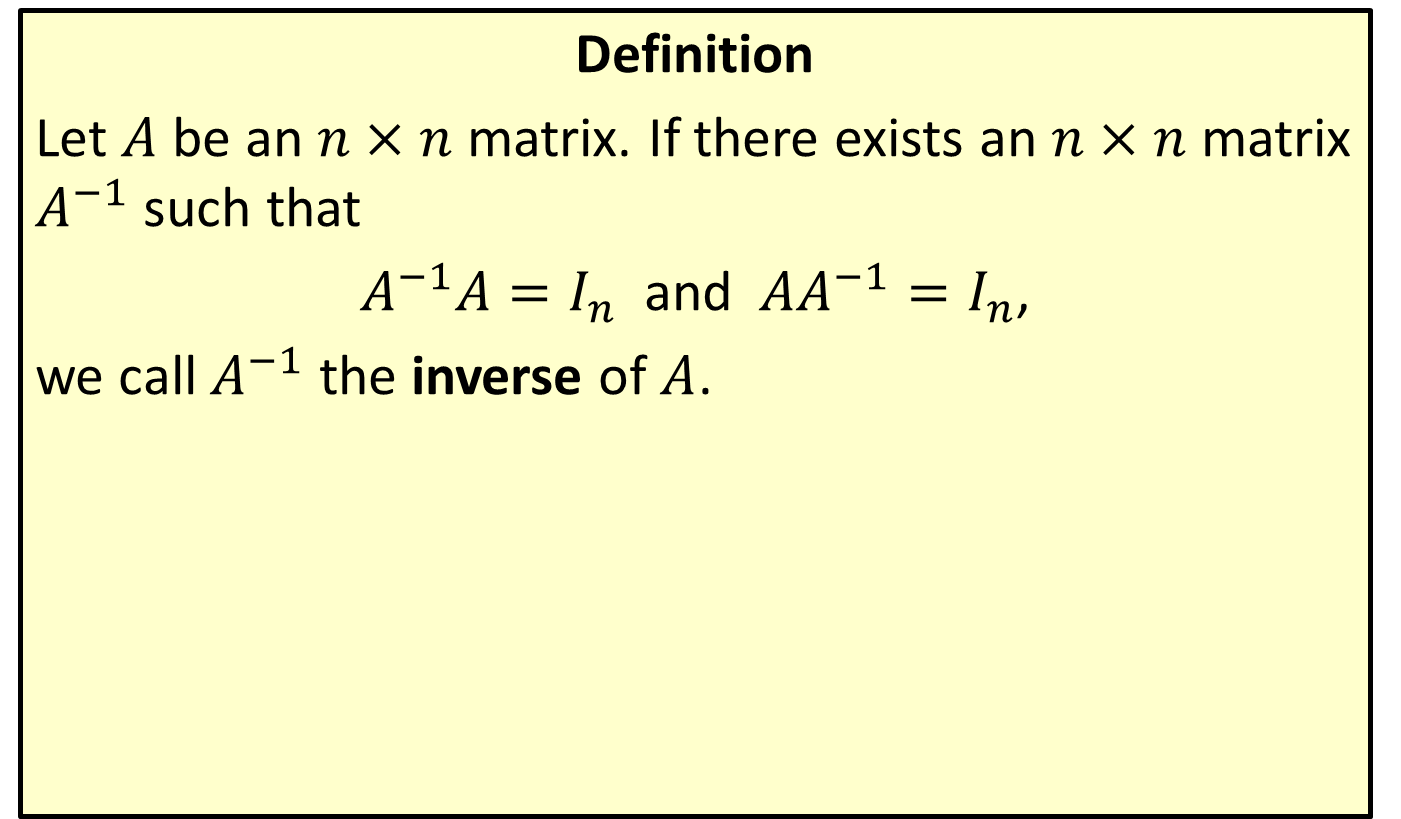 Definition
Let A be an n × n matrix. If there exists an n × n matrix
A⁻¹ such that
A⁻¹A = Iₙ and AA⁻¹ = Iₙ,
we call A⁻¹ the inverse of A.